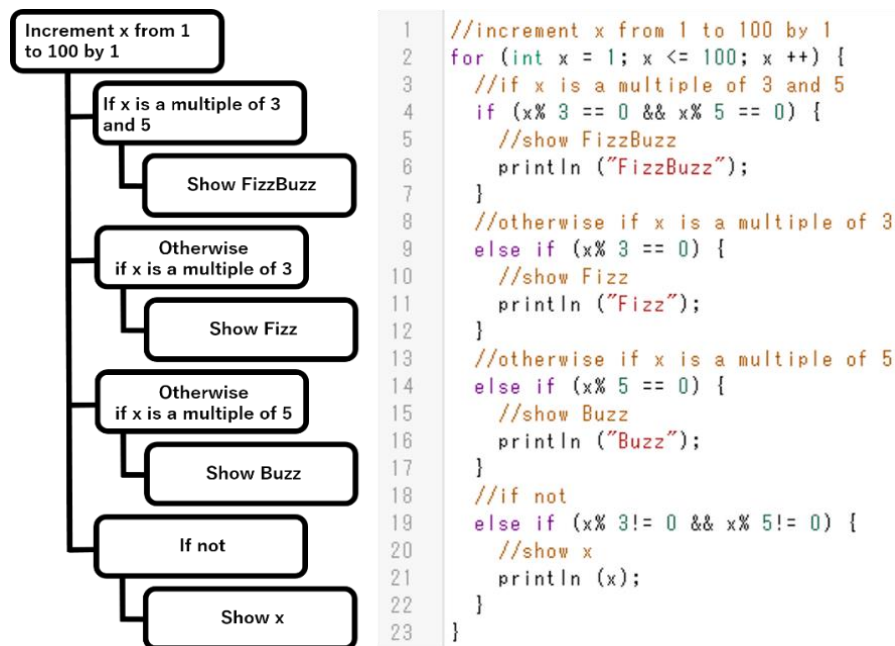 Increment x from 1
to 100 by 1
If x is a multiple of 3
and 5
Show FizzBuzz
Otherwise
if x is a multiple of 3
Show Fizz
Otherwise
if x is a multiple of 5
Show Buzz
If not
Show x
1 //increment x from 1 to 100 by 1
2 for (int x = 1; x <= 100; x ++) {
3 //if x is a multiple of 3 and 5
4 if (x% 3 == 0 && x% 5 == 0) {
5 //show FizzBuzz
6 println ("FizzBuzz");
7 }
8 //otherwise if x is a multiple of 3
9 else if (x% 3 == 0) {
10 //show Fizz
11 println ("Fizz");
12 }
13 //otherwise if x is a multiple of 5
14 else if (x% 5 == 0) {
15 //show Buzz
16 println ("Buzz");
17 }
18 //if not
19 else if (x% 3!= 0 && x% 5!= 0) {
20 //show x
21 println (x);
22 }
23 }